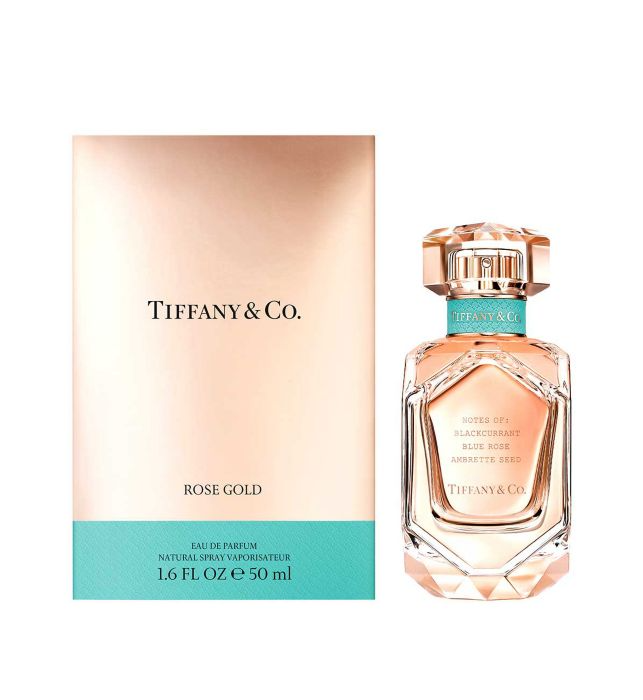 TIFFANY & CO.
ROSE GOLD
EAU DE PARFUM
NATURAL SPRAY VAPORISATEUR
1.6 FL OZ ℮ 50 ml
TIFFANY & CO.
NOTES OF:
BLACKCURRANT
BLUE ROSE
AMBRETTE SEED
TIFFANY & CO.